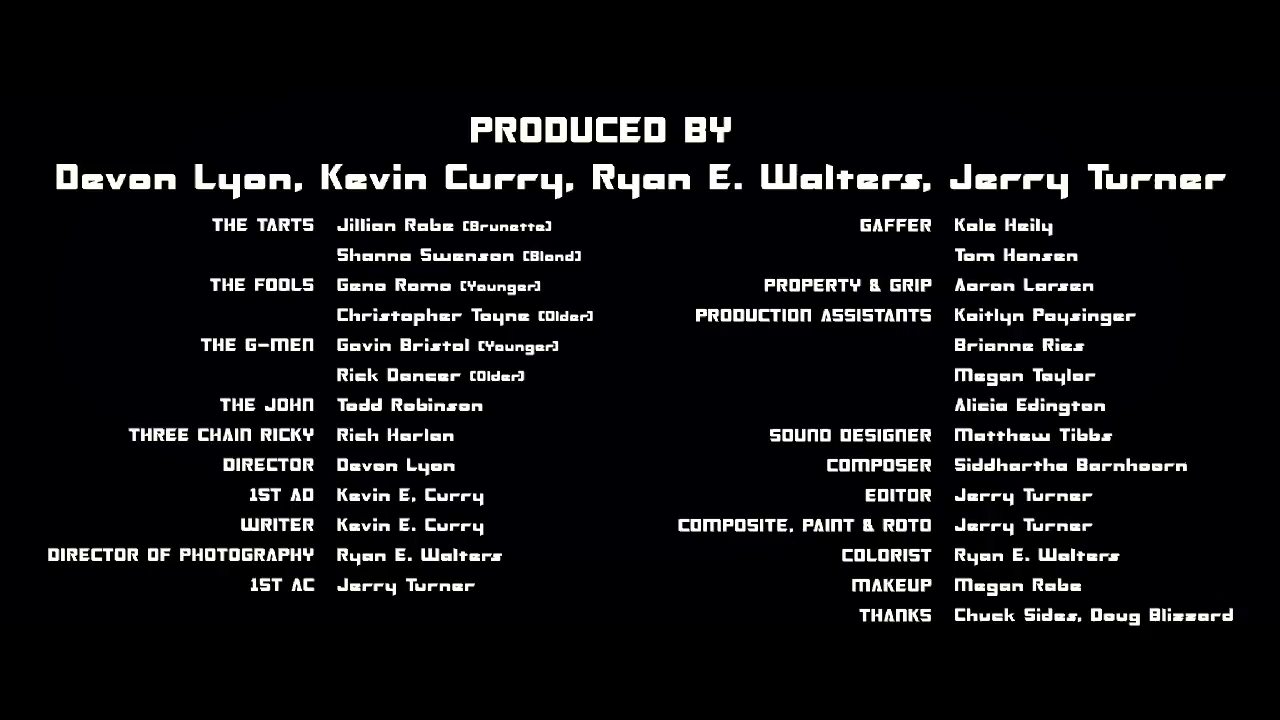 PRODUCED BY
Devon Lyon, Kevin Curry, Ryan E. Walters, Jerry Turner
THE TARTS Jillian Rabe (Brunette)
Shanna Swenson (Blond)
THE FOOLS Geno Romo (Younger)
Christopher Toyne (Older)
THE G-MEN Gavin Bristol (Younger)
Rick Dancer (Older)
THE JOHN Todd Robinson
THREE CHAIN RICKY Rich Harlan
DIRECTOR Devon Lyon
1ST AD Kevin E. Curry
WRITER Kevin E. Curry
DIRECTOR OF PHOTOGRAPHY Ryan E. Walters
1ST AC Jerry Turner
GAFFER Kale Heily
Tom Hansen
PROPERTY & GRIP Aaron Larsen
PRODUCTION ASSISTANTS Kaitlyn Paysinger
Brianne Ries
Megan Taylor
Alicia Edington
SOUND DESIGNER Matthew Tibbs
COMPOSER Siddhartha Barnhoorn
EDITOR Jerry Turner
COMPOSITE, PAINT & ROTO Jerry Turner
COLORIST Ryan E. Walters
MAKEUP Megan Rabe
THANKS Chuck Sides, Doug Blizzard